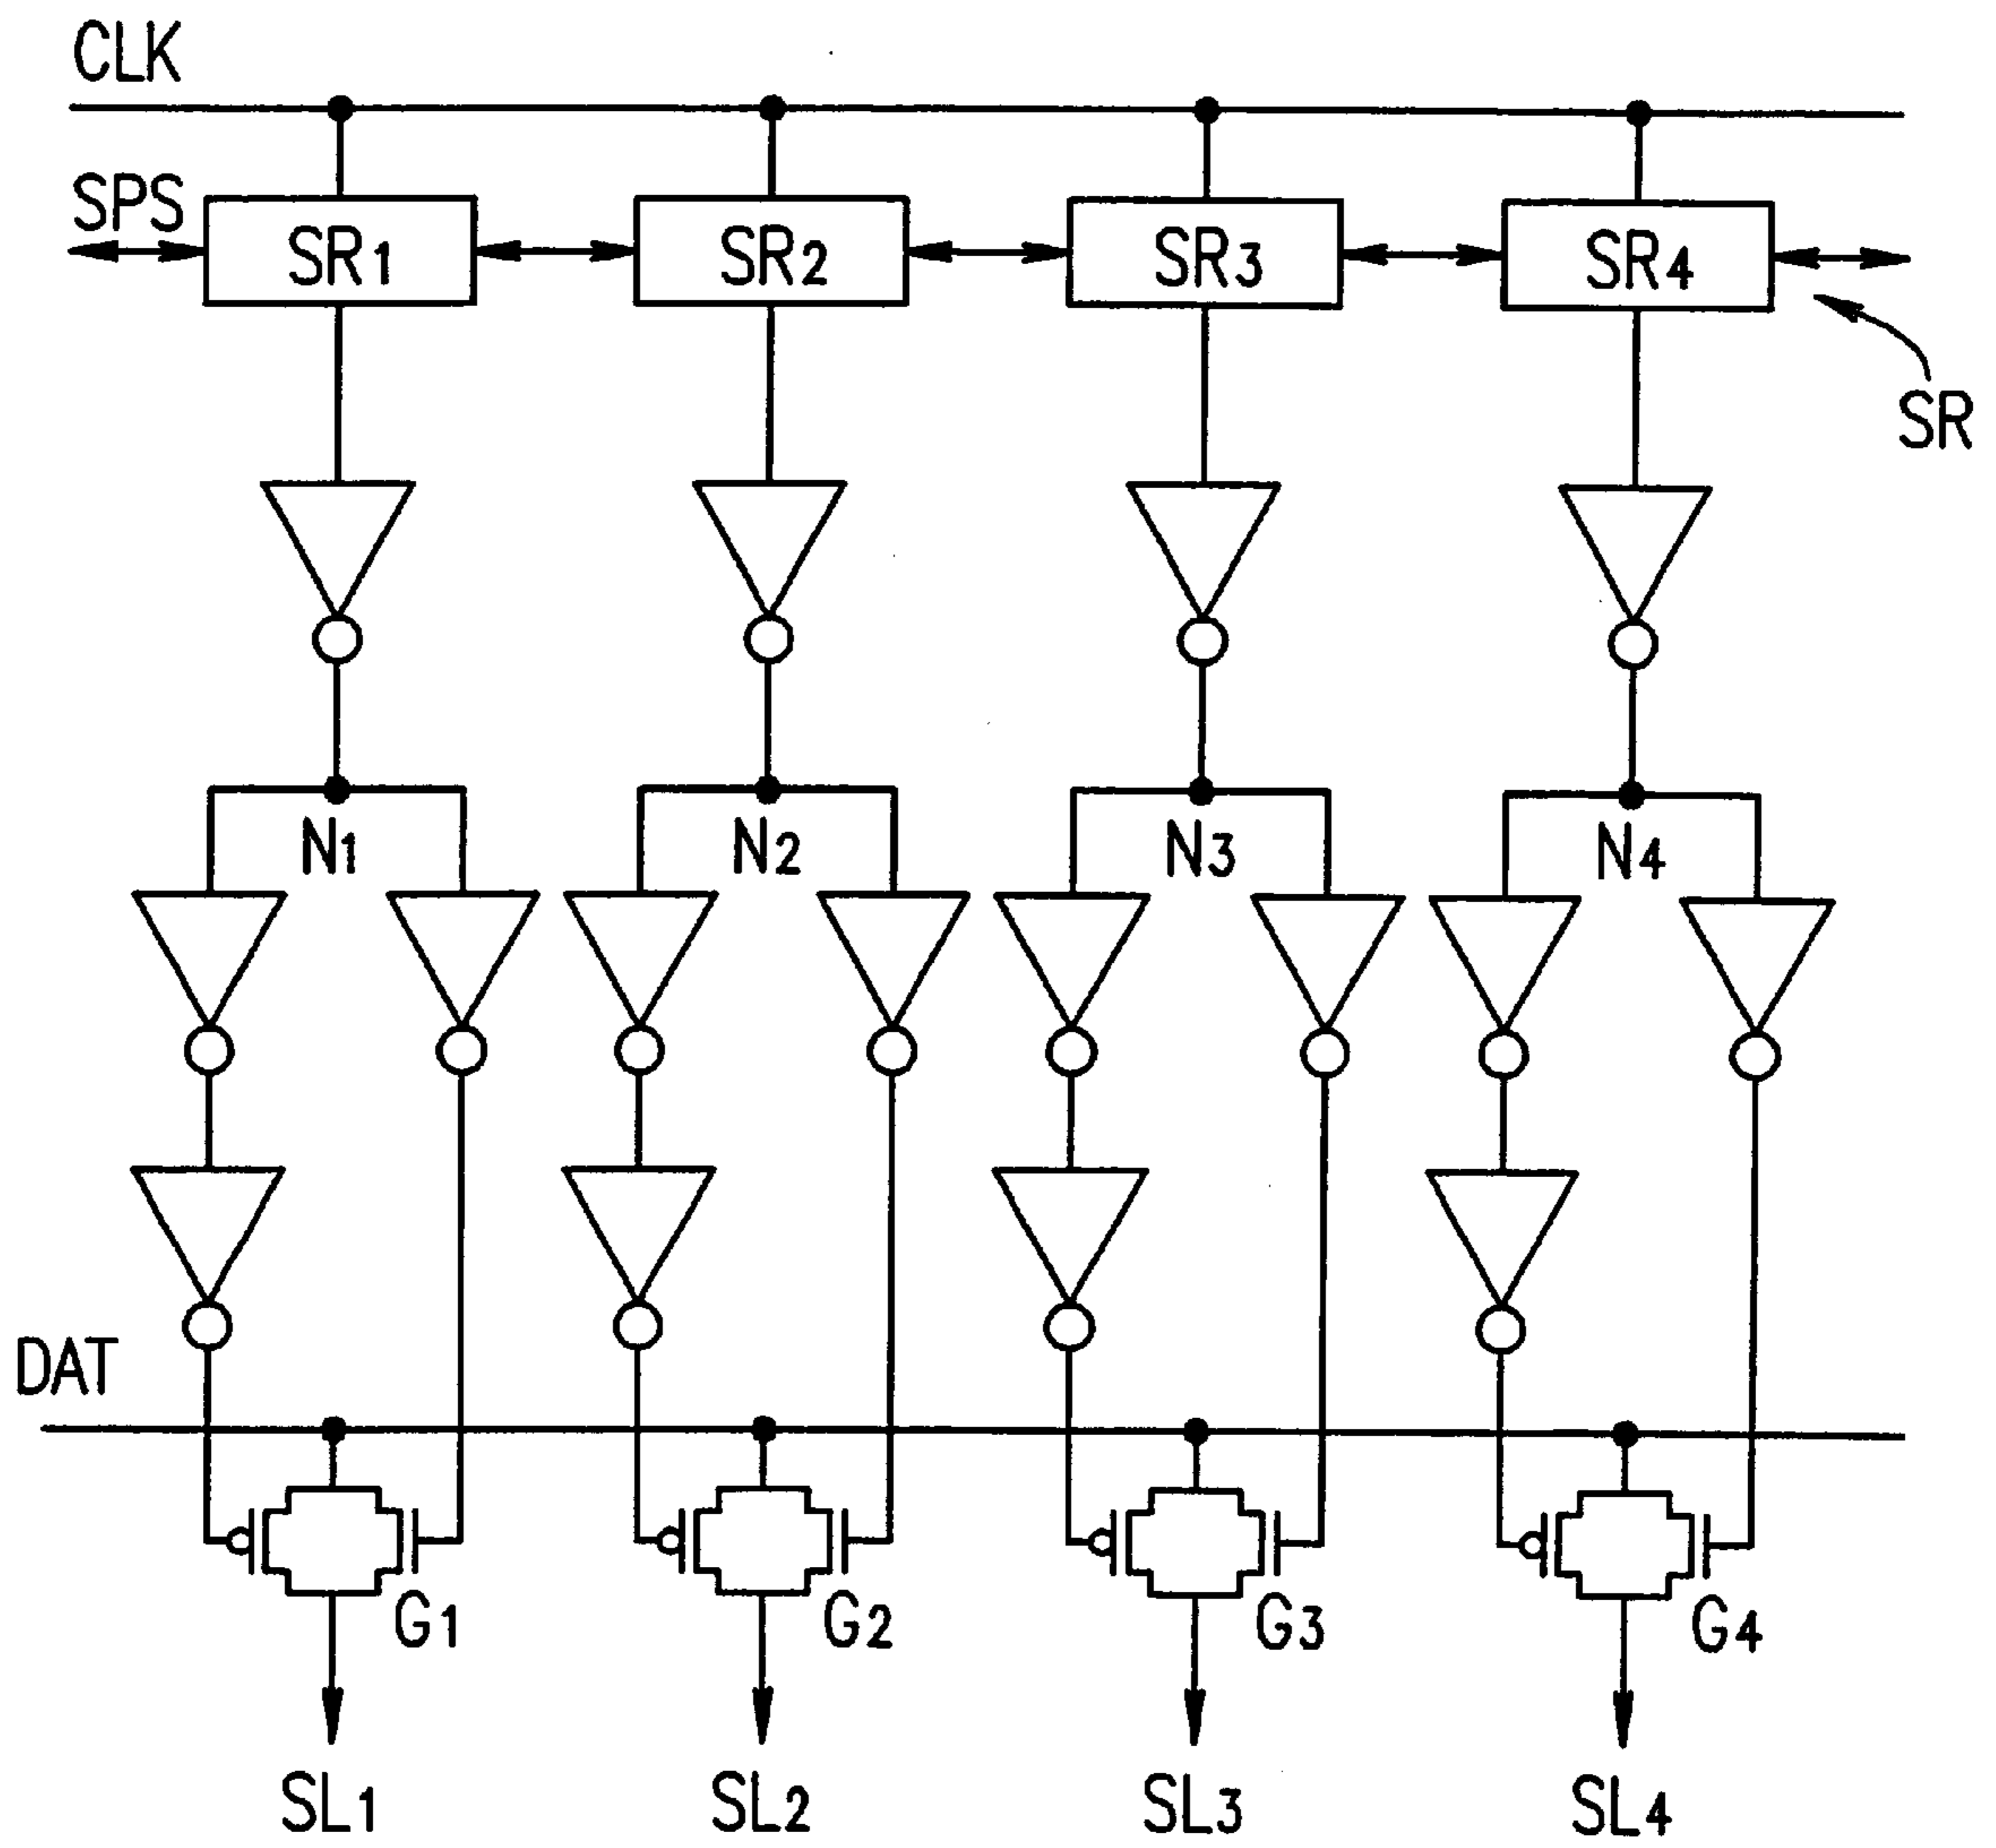 CLK
SPS
SR1 SR2 SR3 SR4
SR
N1 N2 N3 N4
DAT
G1 G2 G3 G4
SL1 SL2 SL3 SL4